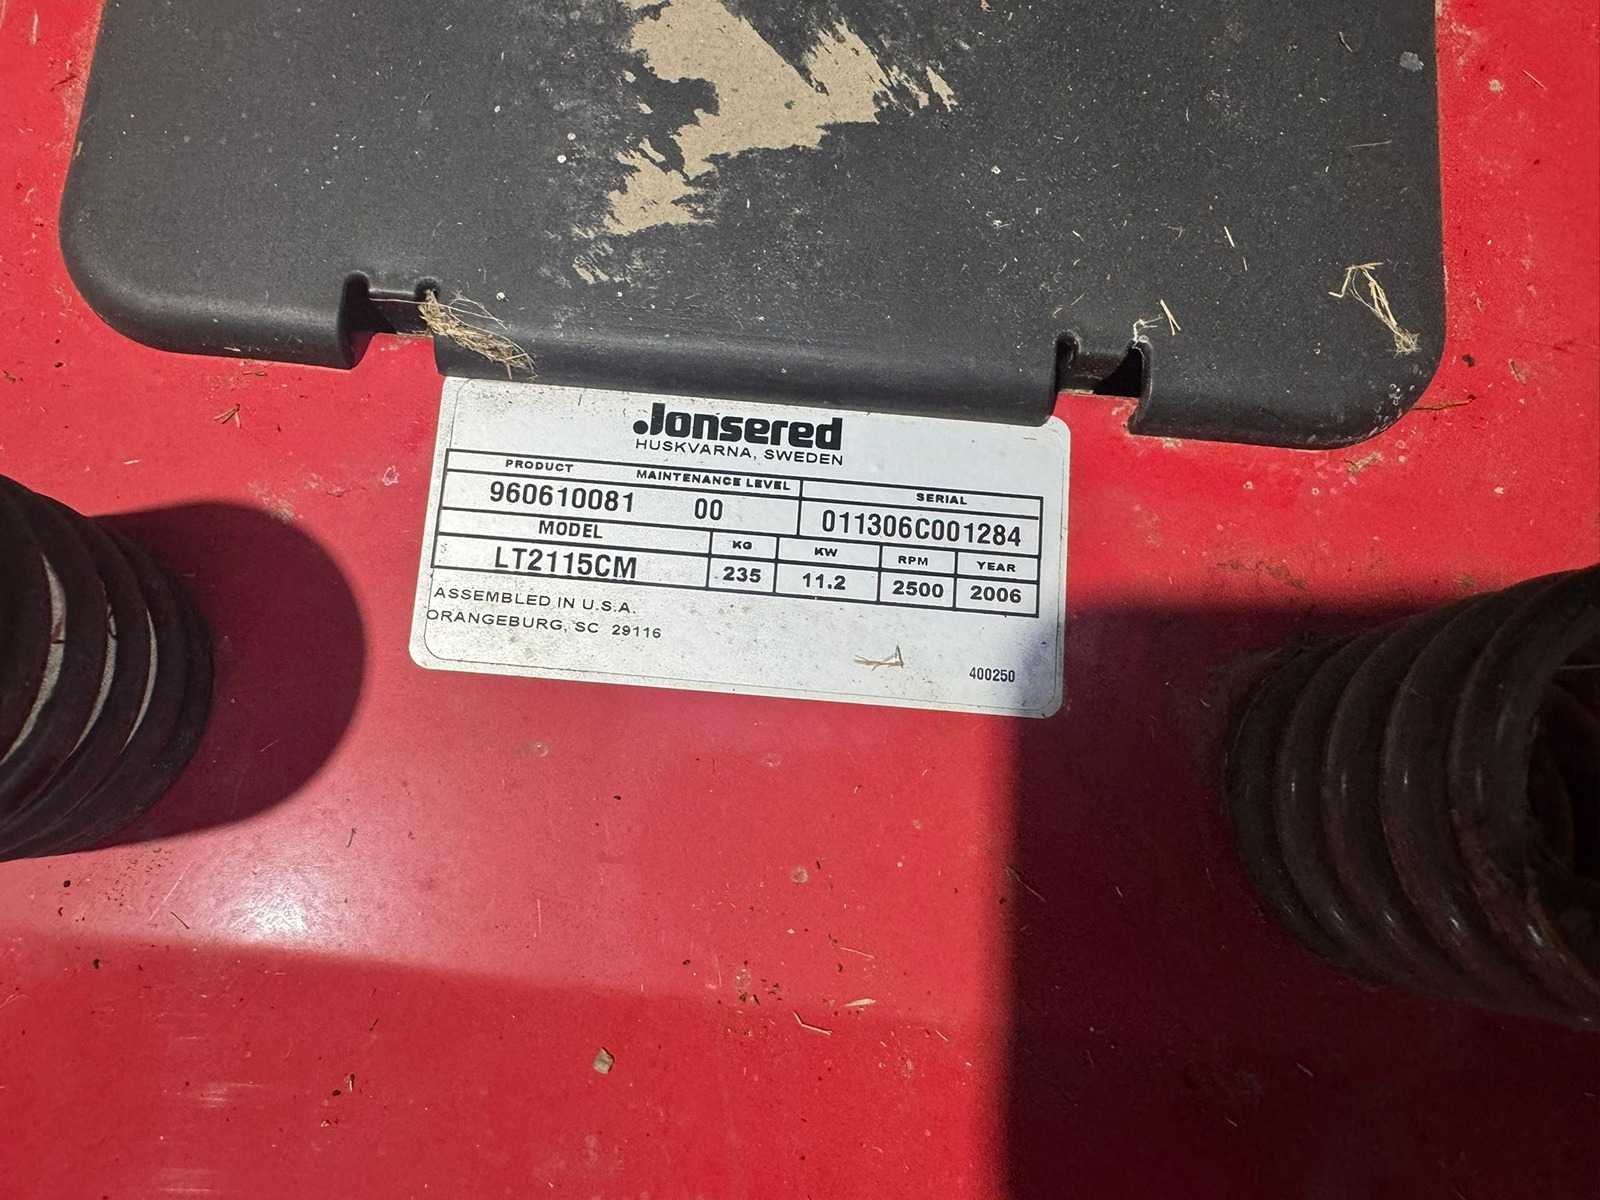 Jonsered
HUSKVARNA, SWEDEN
PRODUCT MAINTENANCE LEVEL SERIAL
960610081 00 011306C001284
MODEL KG KW RPM YEAR
LT2115CM 235 11.2 2500 2006
ASSEMBLED IN U.S.A.
ORANGEBURG, SC 29116
400250